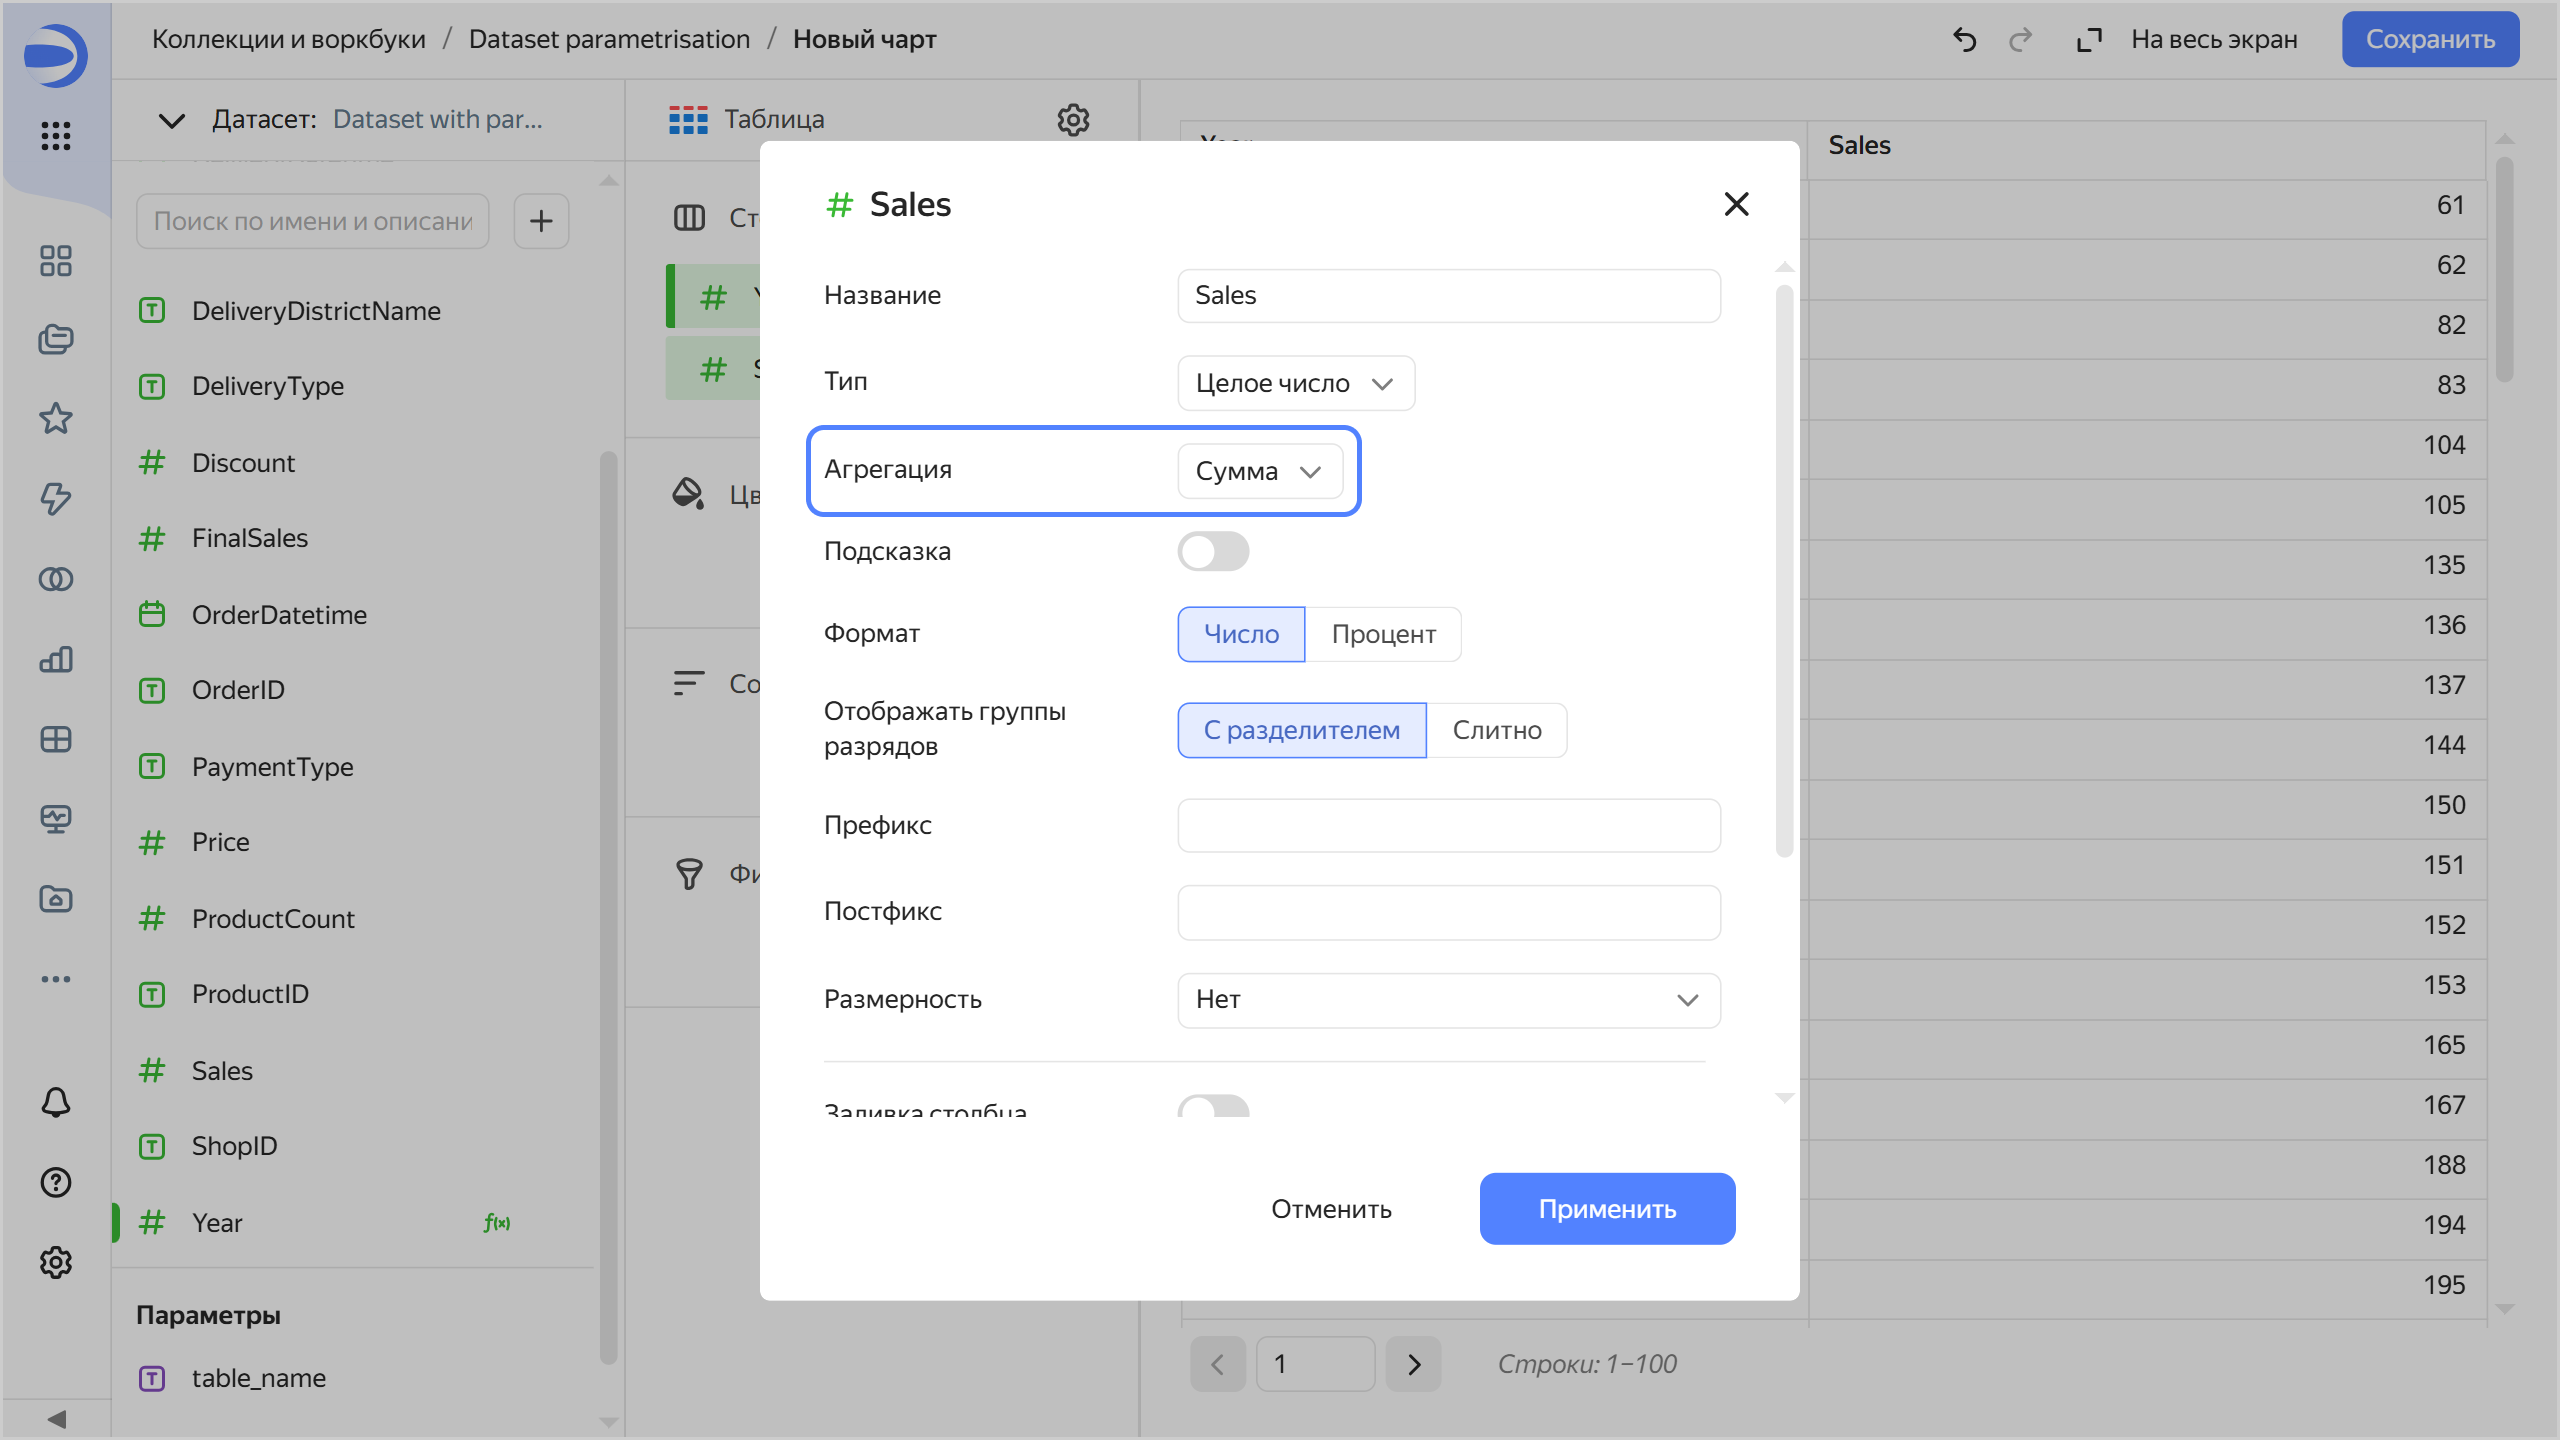 Коллекции и воркбуки / Dataset parametrisation / Новый чарт
На весь экран
Сохранить
Датасет: Dataset with par...
Поиск по имени и описани
DeliveryDistrictName
DeliveryType
Discount
FinalSales
OrderDatetime
OrderID
PaymentType
Price
ProductCount
ProductID
Sales
ShopID
Year f(x)
Параметры
table_name
Таблица
Ст
Цв
Со
Фи
Sales
Название
Sales
Тип
Целое число
Агрегация
Сумма
Подсказка
Формат
Число
Процент
Отображать группы
разрядов
С разделителем
Слитно
Префикс
Постфикс
Размерность
Нет
Заливка столбца
Отменить
Применить
Year
Sales
61
62
82
83
104
105
135
136
137
144
150
151
152
153
165
167
188
194
195
1
Строки: 1–100